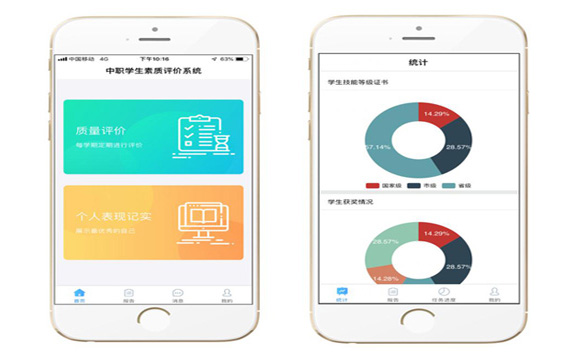 中国移动 4G 下午10:16 63%
中职学生素质评价系统
质量评价
每学期定期进行评价
个人表现记实
展示最优秀的自己
首页 报告 消息 我的
统计
学生技能等级证书
14.29%
57.14% 28.57%
国家级 市级 省级
学生获奖情况
14.29%
28.57%
28.57%
14.28%
统计 报告 任务进度 我的